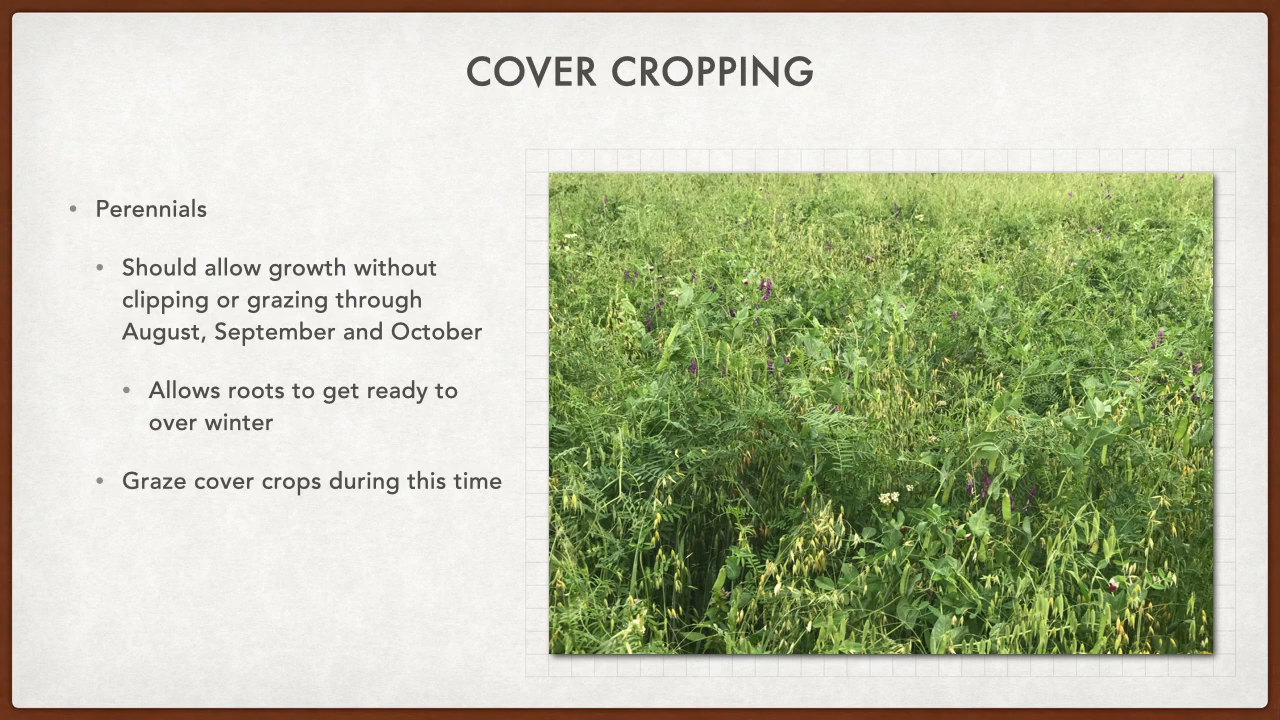 COVER CROPPING
• Perennials
• Should allow growth without
clipping or grazing through
August, September and October
• Allows roots to get ready to
over winter
• Graze cover crops during this time